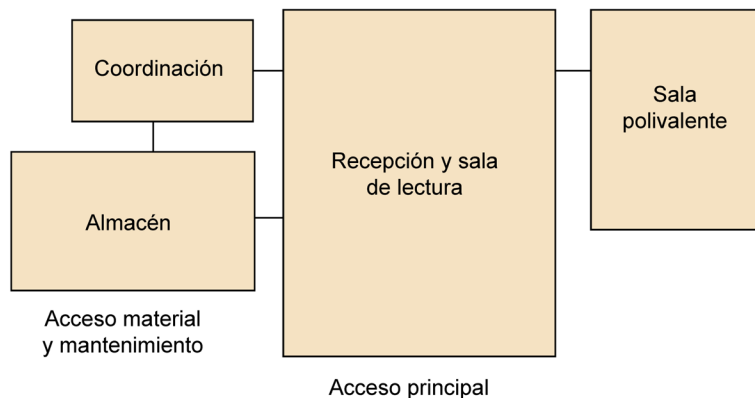 Coordinación
Almacén
Acceso material
y mantenimiento
Recepción y sala
de lectura
Acceso principal
Sala
polivalente